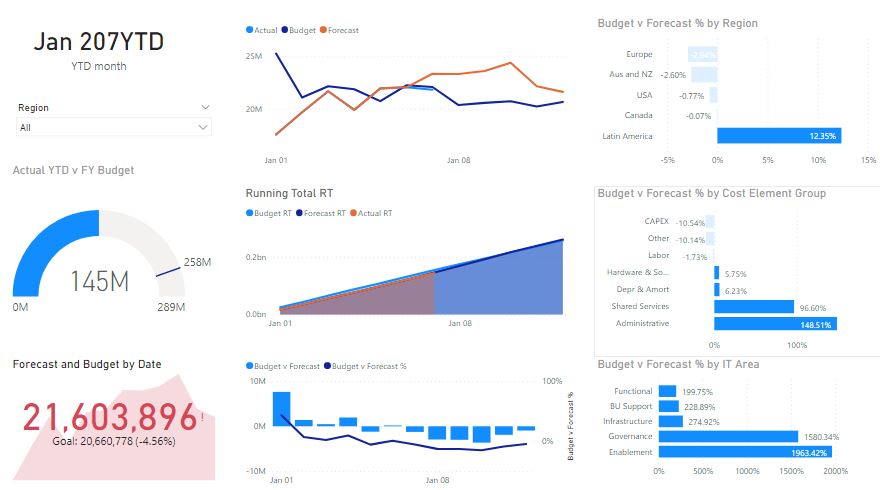 Jan 207YTD
YTD month
Region
All
Actual YTD v FY Budget
145M
258M
0M
289M
Forecast and Budget by Date
21,603,896!
Goal: 20,660,778 (-4.56%)
Actual Budget Forecast
25M
20M
Jan 01 Jan 08
Running Total RT
Budget RT Forecast RT Actual RT
0.2bn
0.0bn
Jan 01 Jan 08
Budget v Forecast Budget v Forecast %
10M 100%
0M 0%
-10M
Budget v Forecast %
Jan 01 Jan 08
Budget v Forecast % by Region
Europe -2.94%
Aus and NZ -2.60%
USA -0.77%
Canada -0.07%
Latin America 12.35%
-5% 0% 5% 10% 15%
Budget v Forecast % by Cost Element Group
CAPEX -10.54%
Other -10.14%
Labor -1.73%
Hardware & So... 5.75%
Depr & Amort 6.23%
Shared Services 96.60%
Administrative 148.51%
0% 100%
Budget v Forecast % by IT Area
Functional 199.75%
BU Support 228.89%
Infrastructure 274.92%
Governance 1580.34%
Enablement 1963.42%
0% 500% 1000% 1500% 2000%